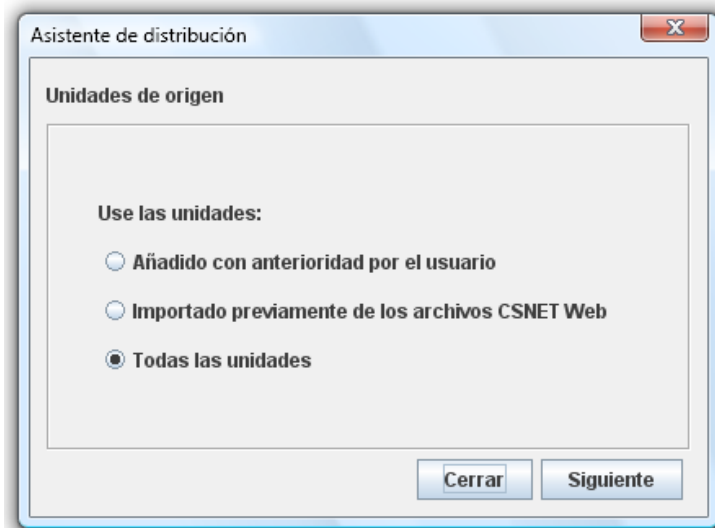 Asistente de distribución
Unidades de origen
Use las unidades:
Añadido con anterioridad por el usuario
Importado previamente de los archivos CSNET Web
Todas las unidades
Cerrar Siguiente